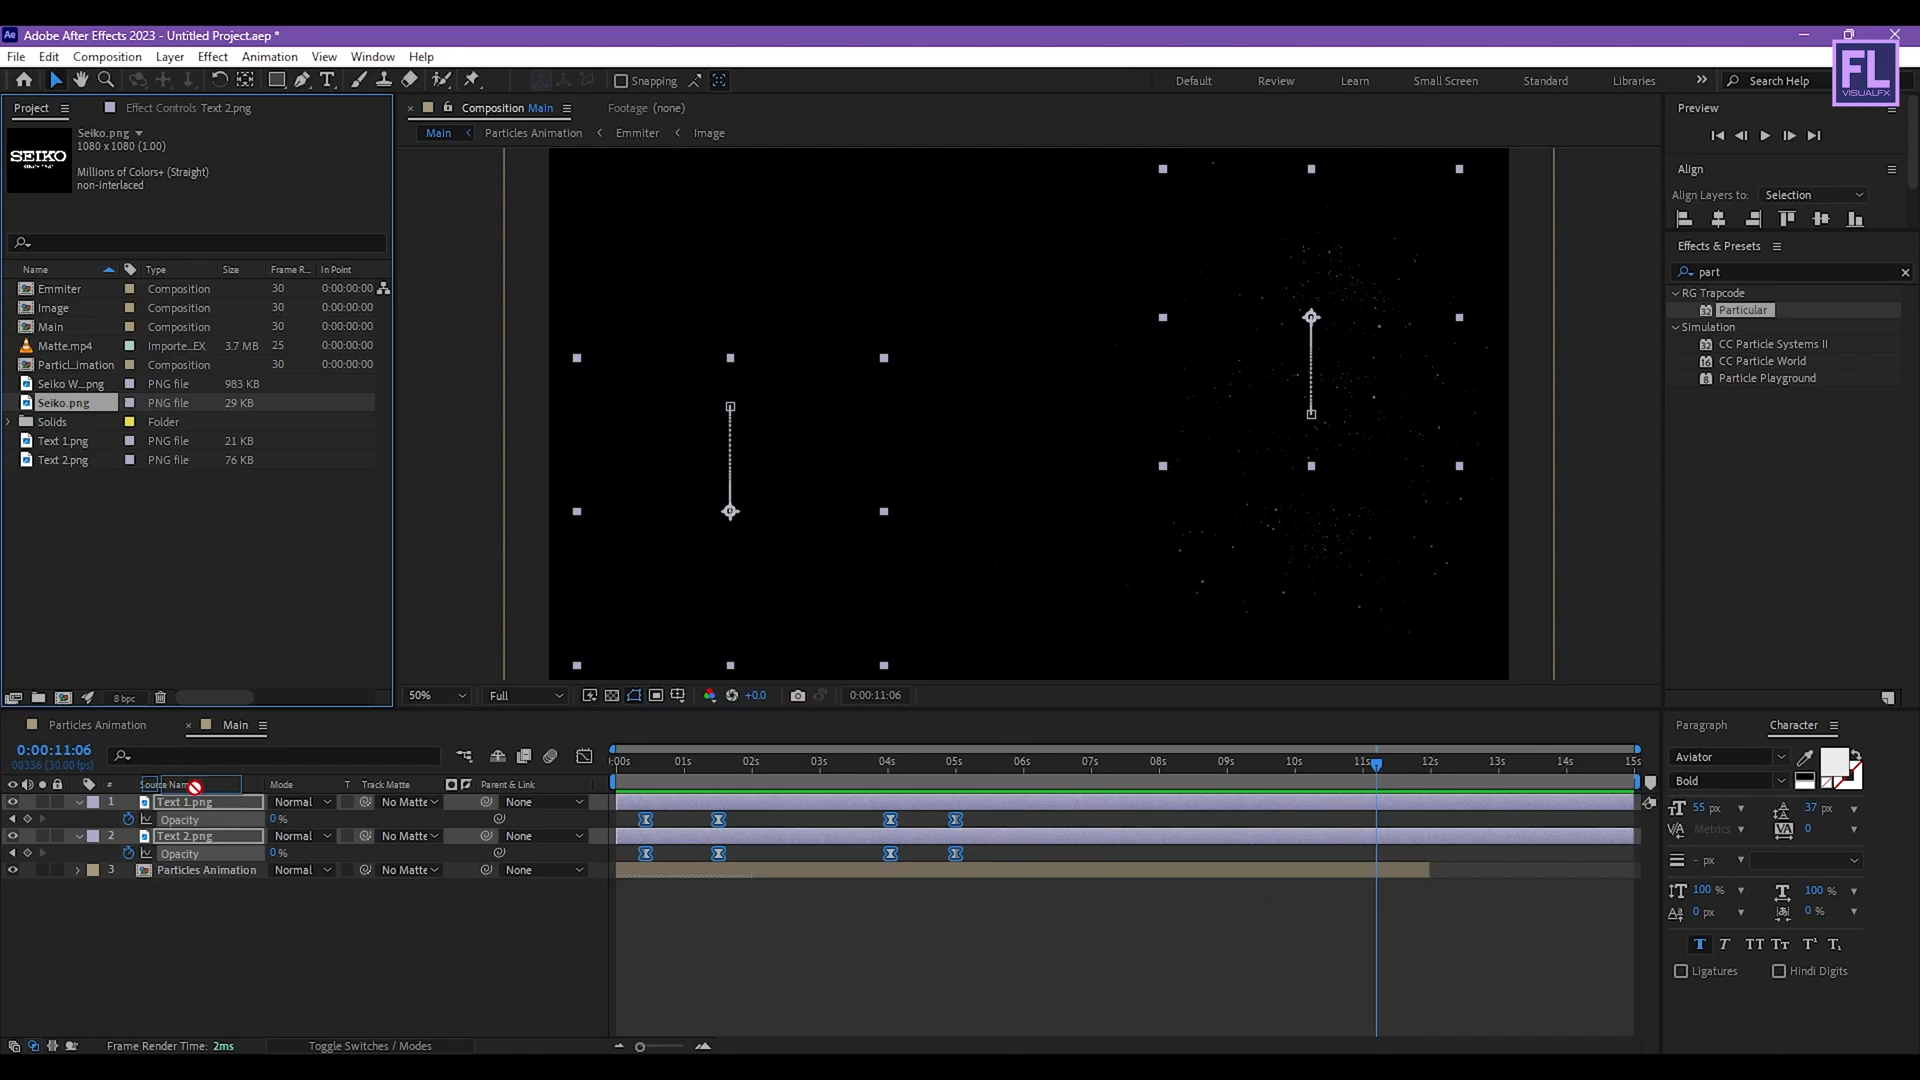 Ae Adobe After Effects 2023 - Untitled Project.aep *
File Edit Composition Layer Effect Animation View Window Help
Snapping
Default Review Learn Small Screen Standard Libraries Search Help
FL
VISUALFX
Project Effect Controls Text 2.png
Composition Main Footage (none)
Preview
Seiko.png
1080 x 1080 (1.00)
Millions of Colors+ (Straight)
non-interlaced
SEIKO
Main Particles Animation Emmiter Image
Align
Align Layers to: Selection
Effects & Presets
part
RG Trapcode
Particular
Simulation
CC Particle Systems II
CC Particle World
Particle Playground
Name Type Size Frame R... In Point
Emmiter Composition 30 0:00:00:00
Image Composition 30 0:00:00:00
Main Composition 30 0:00:00:00
Matte.mp4 Importe...EX 3.7 MB 25 0:00:00:00
Particl...imation Composition 30 0:00:00:00
Seiko W...png PNG file 983 KB
Seiko.png PNG file 29 KB
Solids Folder
Text 1.png PNG file 21 KB
Text 2.png PNG file 76 KB
8 bpc
50% Full +0.0 0:00:11:06
Particles Animation Main
0:00:11:06
00336 (30.00 fps)
:00s 01s 02s 03s 04s 05s 06s 07s 08s 09s 10s 11s 12s 13s 14s 15s
# Source Name Mode T Track Matte Parent & Link
1 Text 1.png Normal No Matte None
Opacity 0 %
2 Text 2.png Normal No Matte None
Opacity 0 %
3 Particles Animation Normal No Matte None
Frame Render Time: 2ms Toggle Switches / Modes
Paragraph Character
Aviator
Bold
55 px 37 px
Metrics 0
- px
100 % 100 %
0 px 0 %
T T TT Tт T¹ T₁
Ligatures Hindi Digits